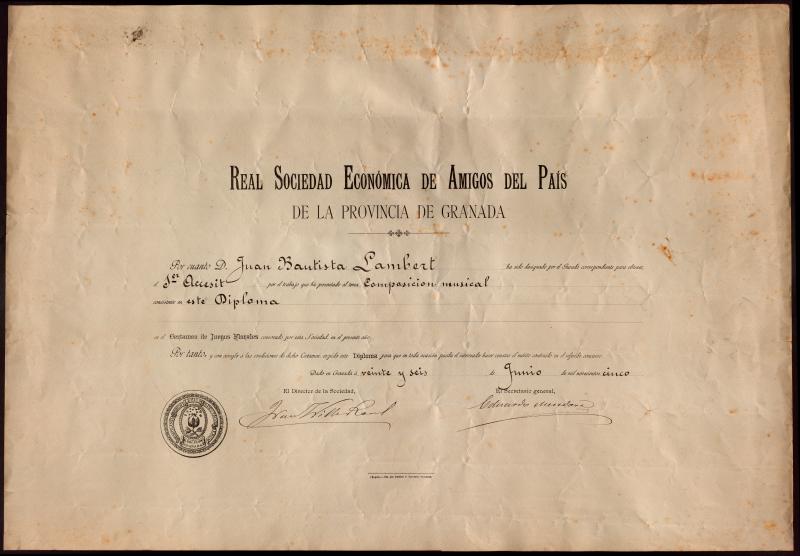 REAL SOCIEDAD ECONÓMICA DE AMIGOS DEL PAÍS
DE LA PROVINCIA DE GRANADA
Por cuanto D. Juan Bautista Lambert ha sido designado por el Jurado correspondiente para obtener,
el 1er Accesit por el trabajo que ha presentado al tema Composicion musical
consistente en este Diploma
en el Certamen de Juegos Florales convocado por esta Sociedad en el presente año.
Por tanto, y con arreglo á las condiciones de dicho Certamen expido este Diploma para que en toda ocasión pueda el interesado hacer constar el mérito contraído en el referido concurso.
Dado en Granada á veinte y seis de Junio de mil novecientos cinco
El Director de la Sociedad, El Secretario general,